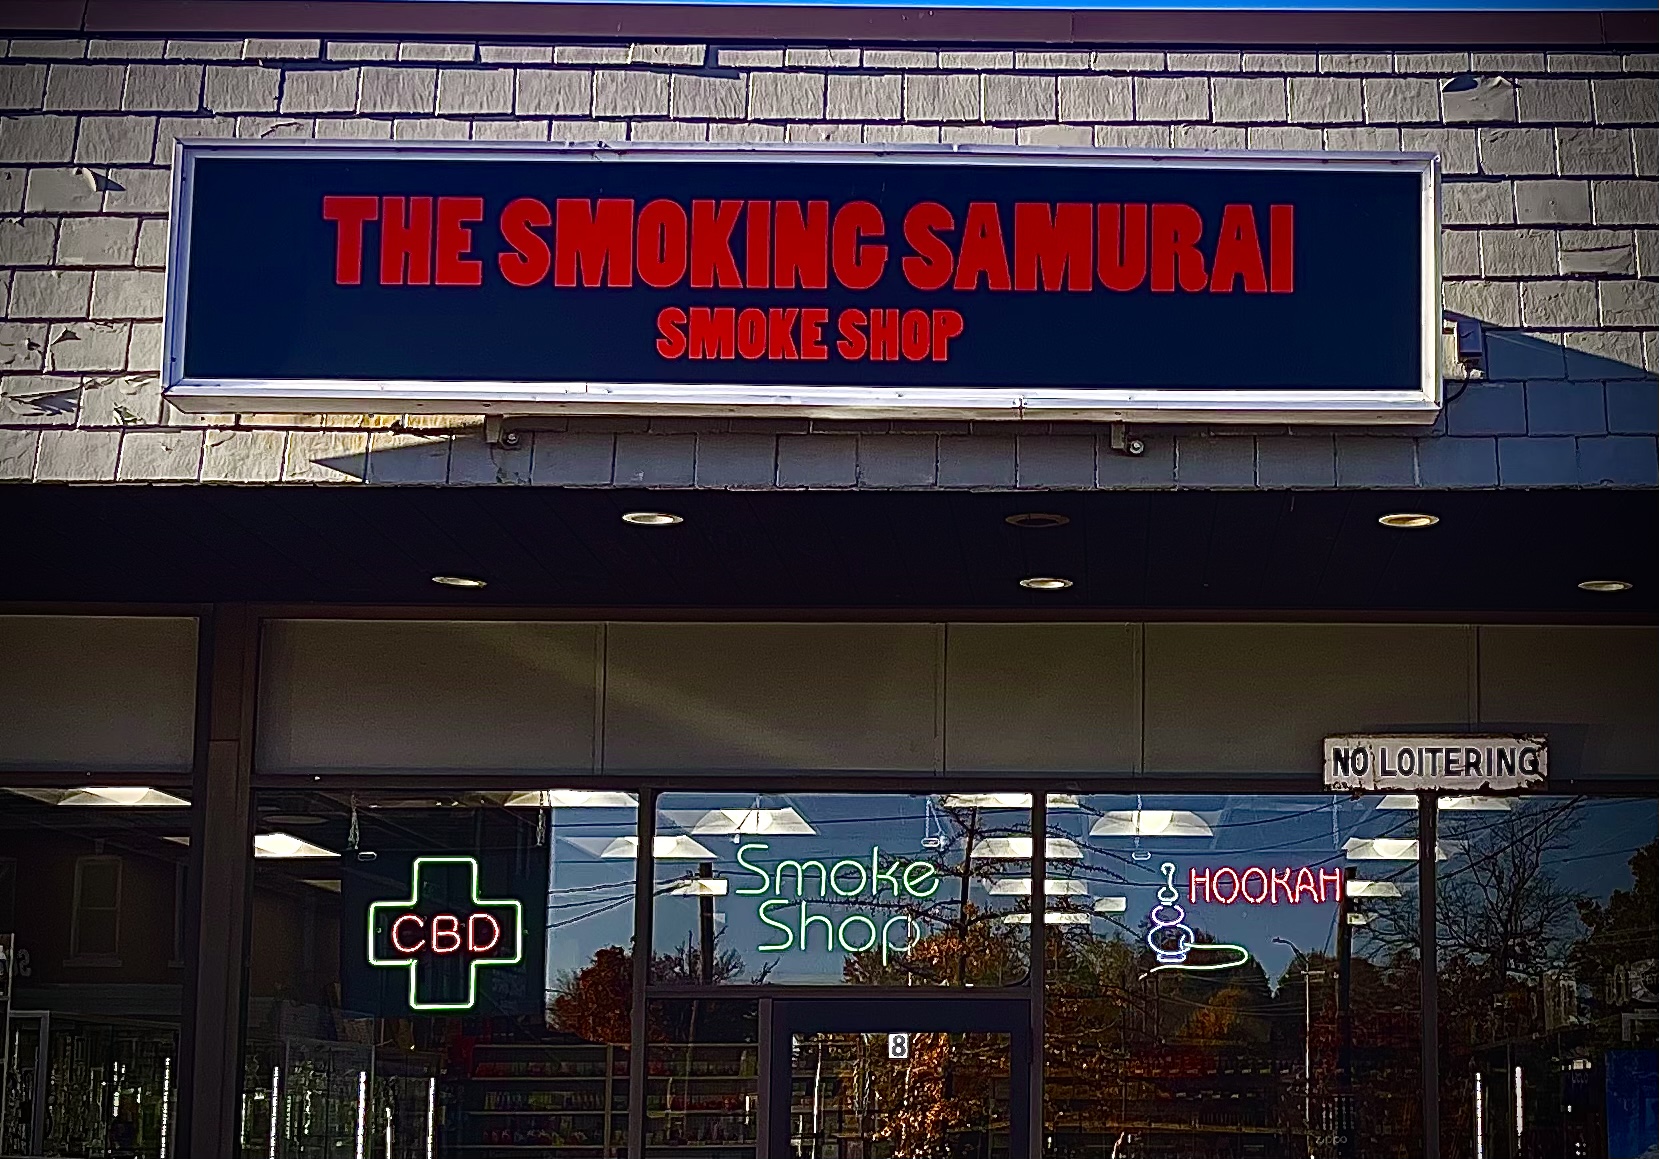 THE SMOKING SAMURAI
SMOKE SHOP
NO LOITERING
CBD
Smoke
Shop
HOOKAH
8